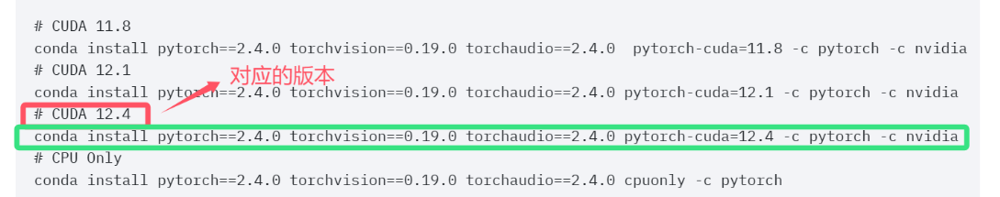 # CUDA 11.8
conda install pytorch==2.4.0 torchvision==0.19.0 torchaudio==2.4.0  pytorch-cuda=11.8 -c pytorch -c nvidia
# CUDA 12.1
对应的版本
conda install pytorch==2.4.0 torchvision==0.19.0 torchaudio==2.4.0 pytorch-cuda=12.1 -c pytorch -c nvidia
# CUDA 12.4
conda install pytorch==2.4.0 torchvision==0.19.0 torchaudio==2.4.0 pytorch-cuda=12.4 -c pytorch -c nvidia
# CPU Only
conda install pytorch==2.4.0 torchvision==0.19.0 torchaudio==2.4.0 cpuonly -c pytorch